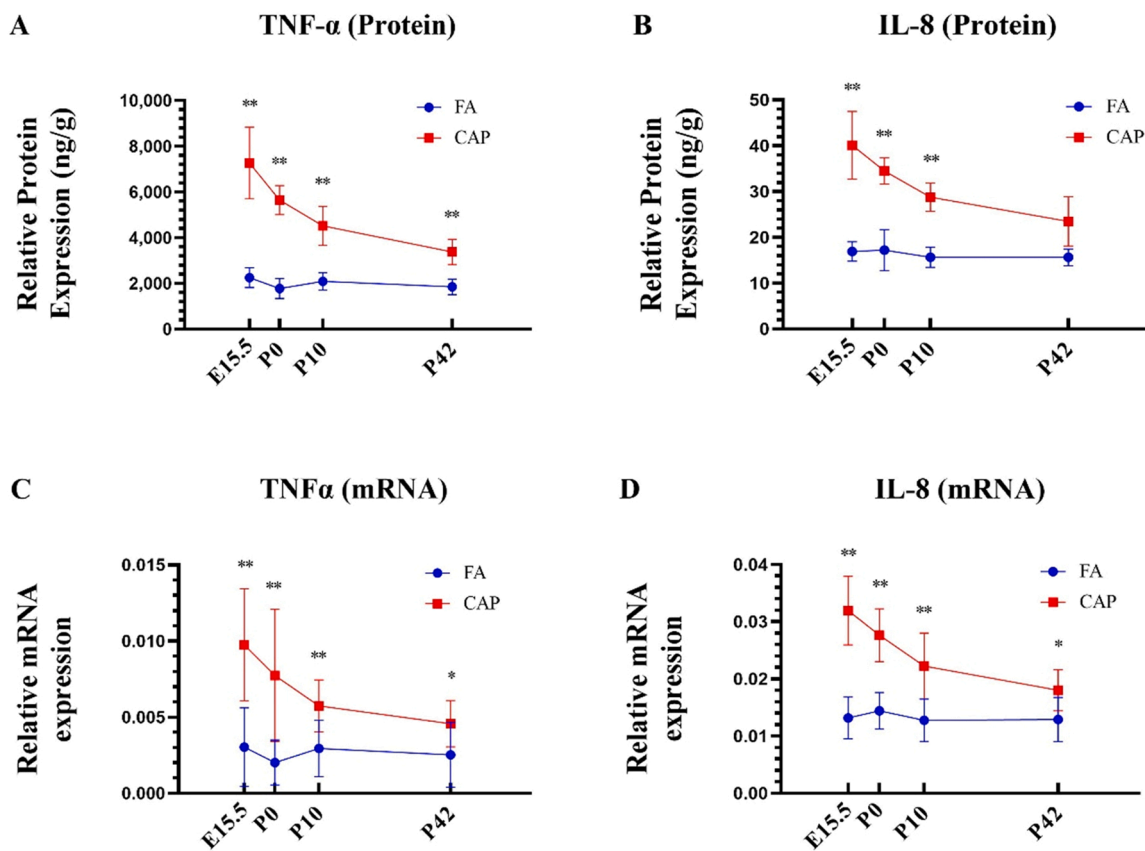 A
TNF-α (Protein)
Relative Protein
Expression (ng/g)
10,000
8,000
6,000
4,000
2,000
0
**
**
**
**
FA
CAP
E15.5
P0
P10
P42
B
IL-8 (Protein)
Relative Protein
Expression (ng/g)
50
40
30
20
10
0
**
**
**
FA
CAP
E15.5
P0
P10
P42
C
TNFα (mRNA)
Relative mRNA
expression
0.015
0.010
0.005
0.000
**
**
**
*
FA
CAP
E15.5
P0
P10
P42
D
IL-8 (mRNA)
Relative mRNA
expression
0.04
0.03
0.02
0.01
0.00
**
**
**
*
FA
CAP
E15.5
P0
P10
P42